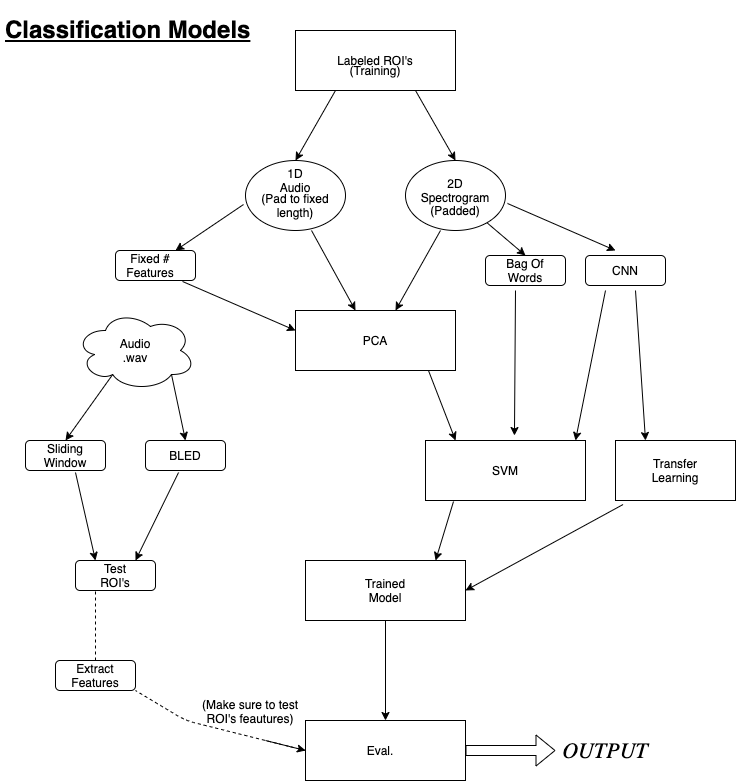 Classification Models
Labeled ROI's
(Training)
1D
Audio
(Pad to fixed
length)
2D
Spectrogram
(Padded)
Fixed #
Features
Bag Of
Words
CNN
PCA
Audio
.wav
Sliding
Window
BLED
SVM
Transfer
Learning
Test
ROI's
Trained
Model
Extract
Features
(Make sure to test
ROI's feautures)
Eval.
OUTPUT